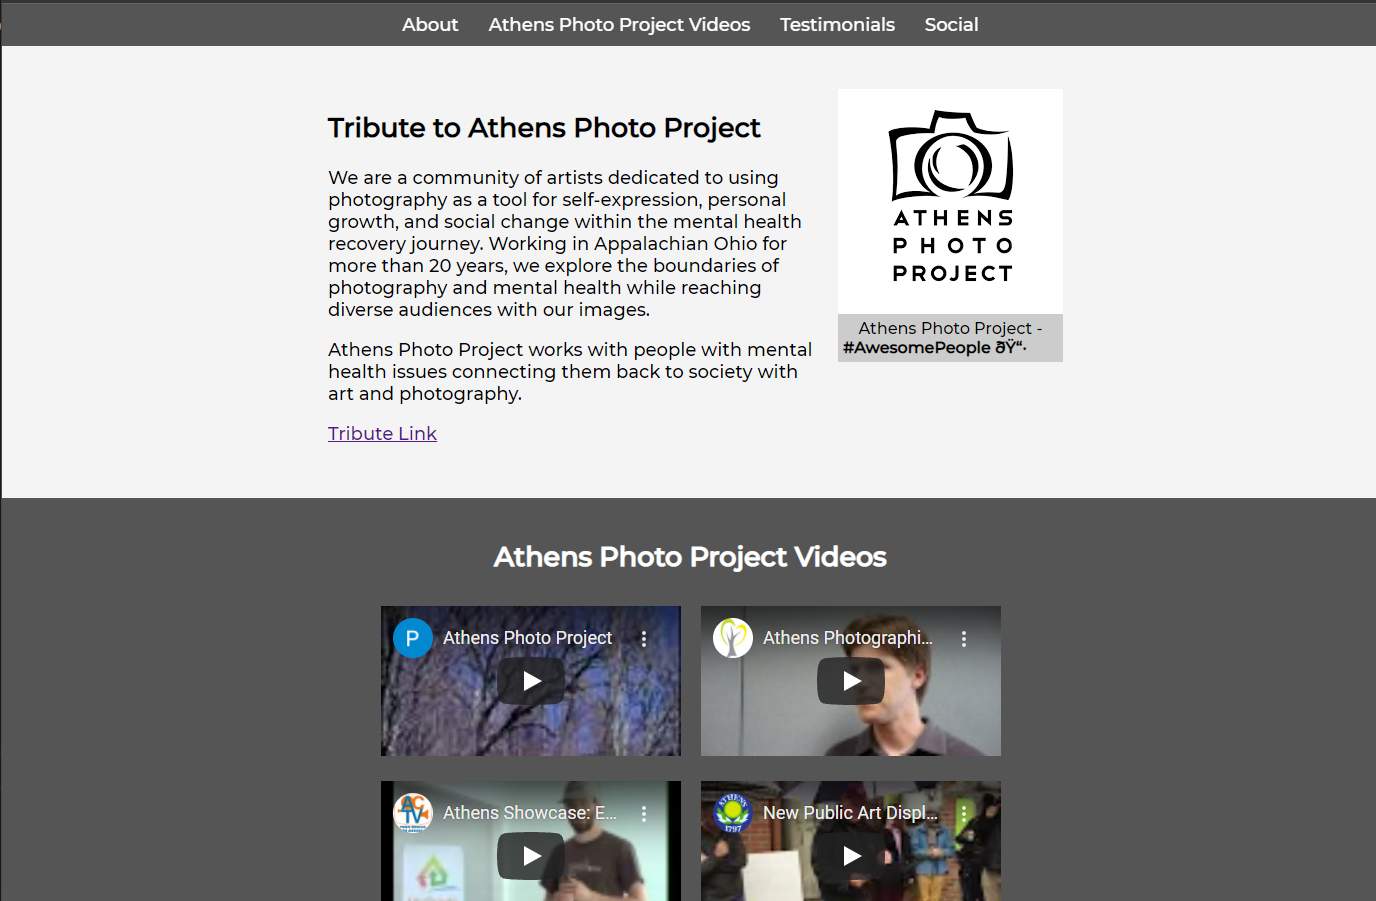 About Athens Photo Project Videos Testimonials Social
Tribute to Athens Photo Project
We are a community of artists dedicated to using
photography as a tool for self-expression, personal
growth, and social change within the mental health
recovery journey. Working in Appalachian Ohio for
more than 20 years, we explore the boundaries of
photography and mental health while reaching
diverse audiences with our images.
Athens Photo Project works with people with mental
health issues connecting them back to society with
art and photography.
Tribute Link
ATHENS
PHOTO
PROJECT
Athens Photo Project -
#AwesomePeople ðŸ“·
Athens Photo Project Videos
P Athens Photo Project
Athens Photographi...
ACTV Athens Showcase: E...
ATHENS 1797 New Public Art Displ...